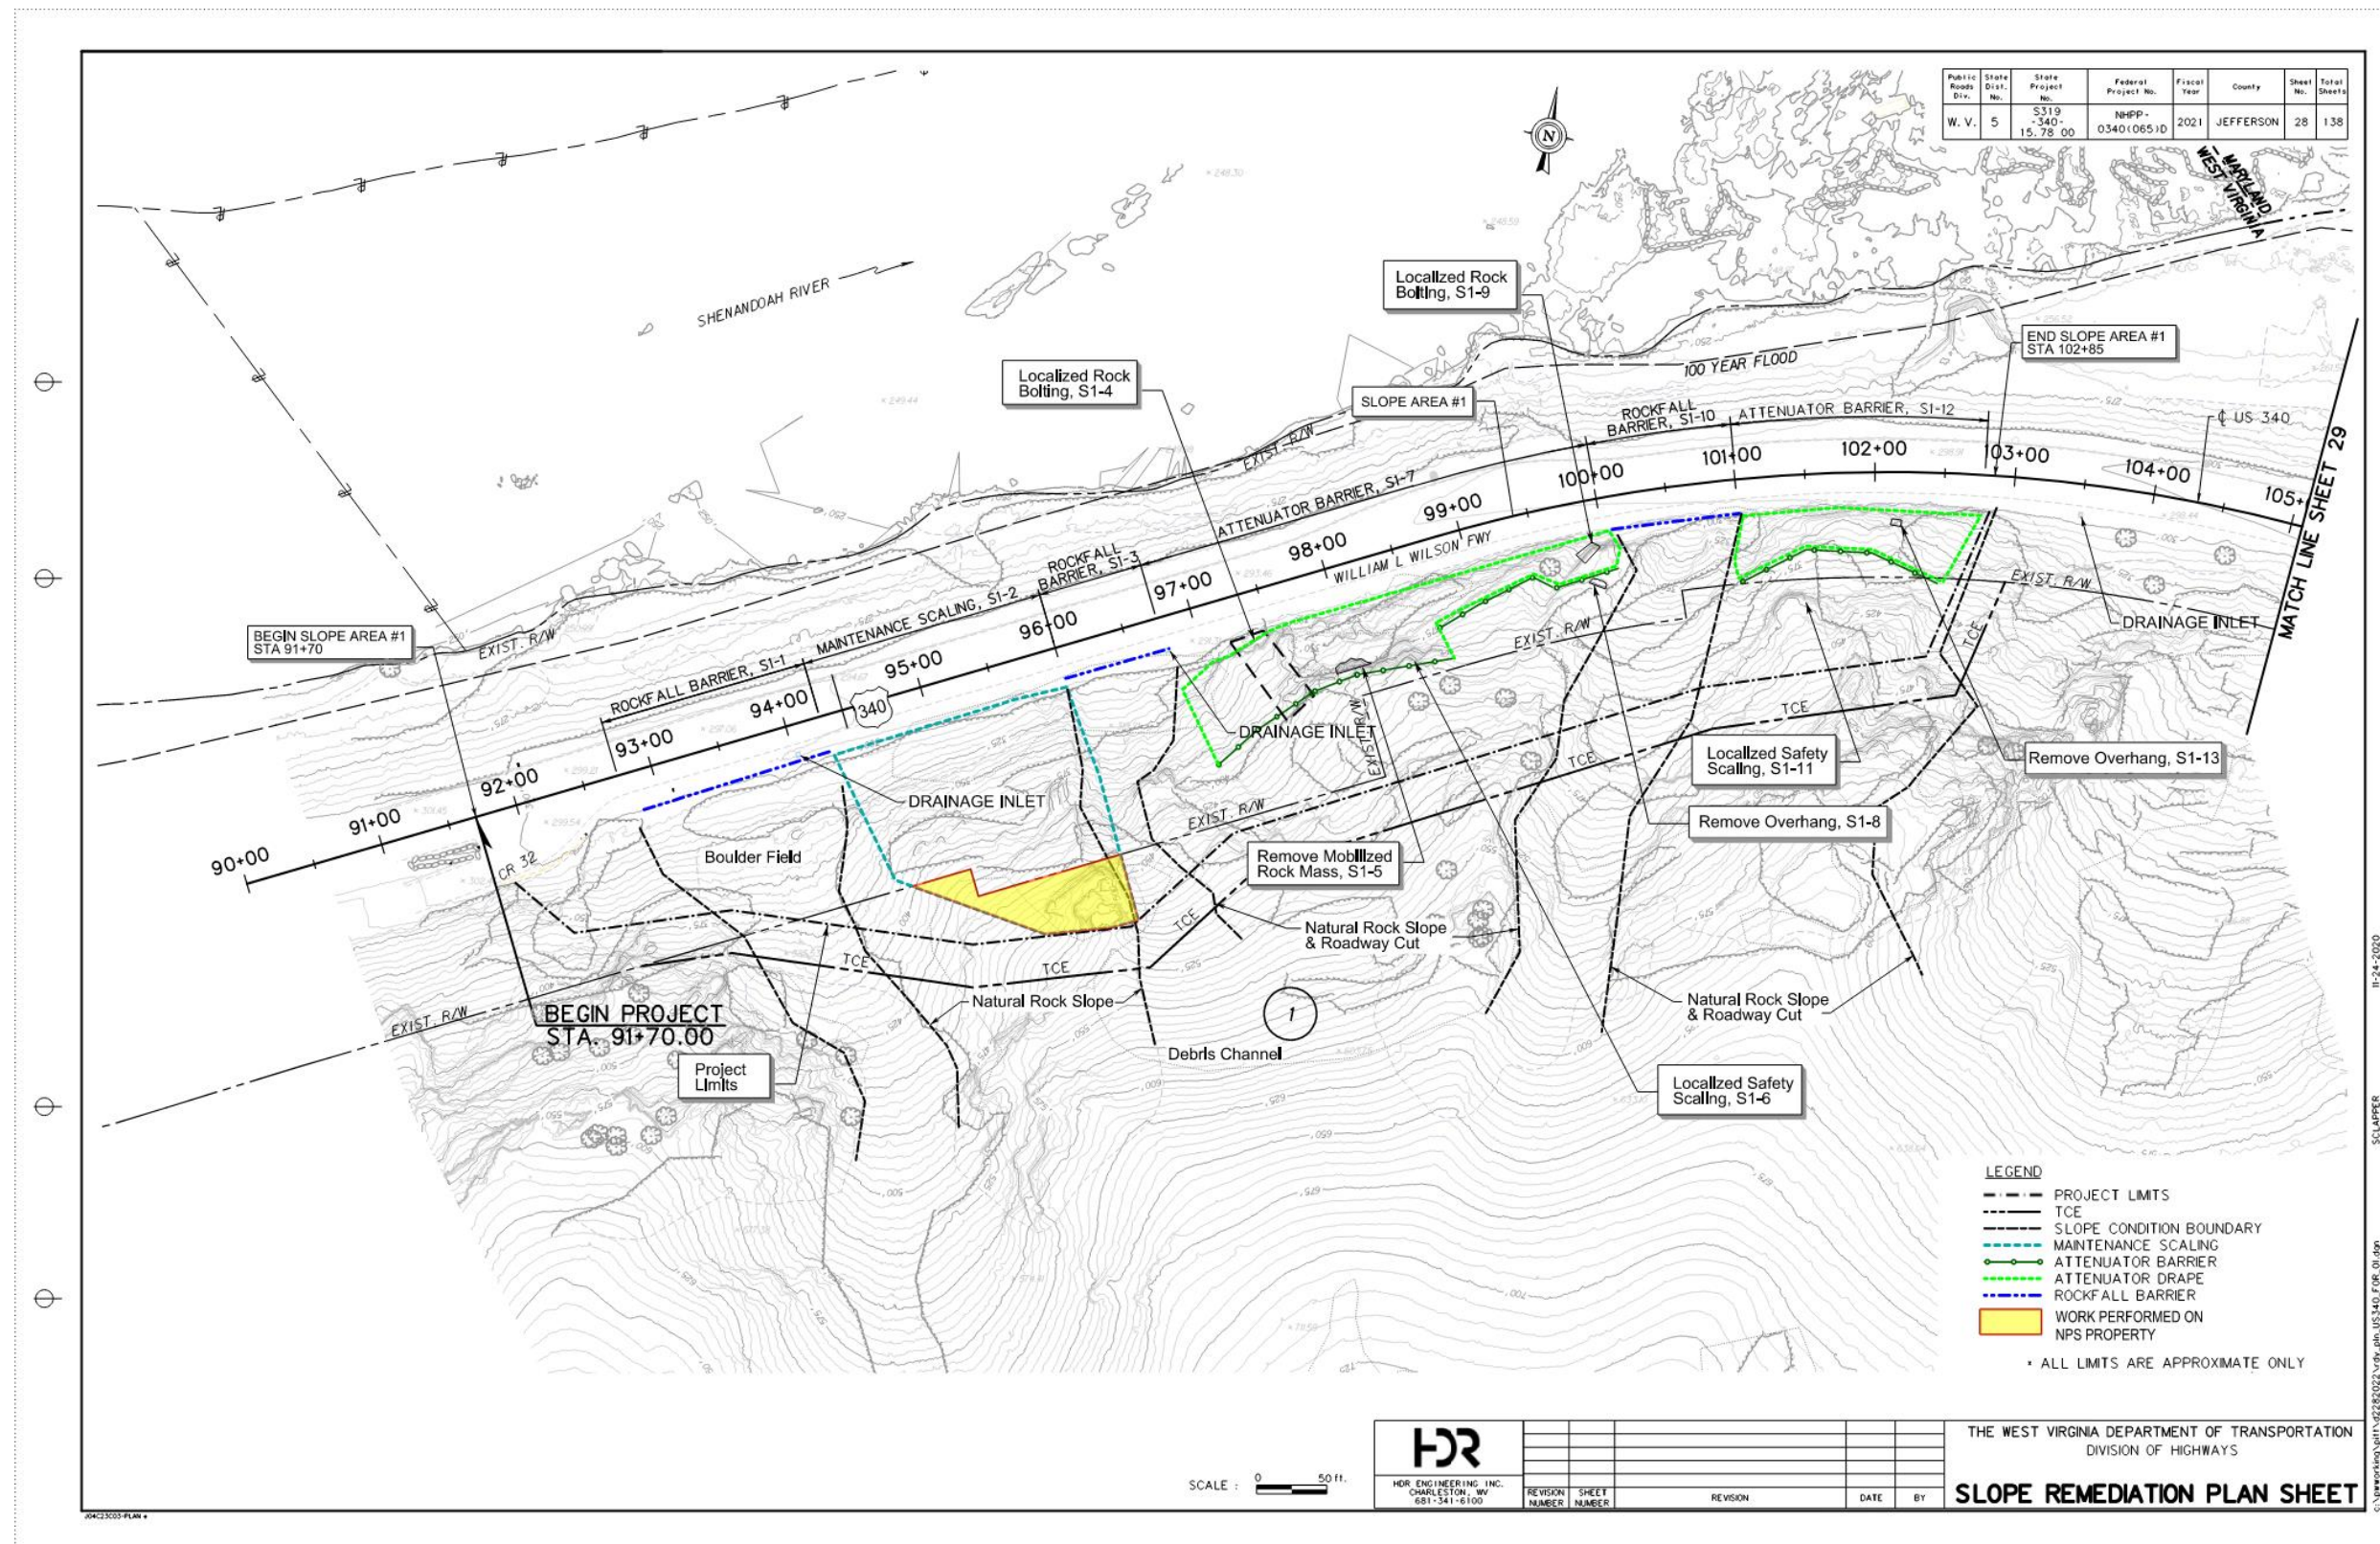 Public Roads Div.
State Dist. No.
State Project No.
Federal Project No.
Fiscal Year
County
Sheet No.
Total Sheets
W. V.
5
S319
-340-
15.78 00
NHPP-
0340(065)D
2021
JEFFERSON
28
138
N
MARYLAND
WEST VIRGINIA
SHENANDOAH RIVER
Localized Rock
Bolting, S1-9
Localized Rock
Bolting, S1-4
SLOPE AREA #1
END SLOPE AREA #1
STA 102+85
100 YEAR FLOOD
ROCKFALL
BARRIER, S1-10
ATTENUATOR BARRIER, S1-12
℄ US 340
EXIST. R/W
ATTENUATOR BARRIER, S1-7
ROCKFALL
BARRIER, S1-3
MAINTENANCE SCALING, S1-2
ROCKFALL BARRIER, S1-1
BEGIN SLOPE AREA #1
STA 91+70
EXIST. R/W
90+00
91+00
92+00
93+00
94+00
95+00
96+00
97+00
98+00
99+00
100+00
101+00
102+00
103+00
104+00
105+
340
WILLIAM L WILSON FWY
MATCH LINE SHEET 29
EXIST. R/W
EXIST. R/W
EXIST. R/W
DRAINAGE INLET
DRAINAGE INLET
DRAINAGE INLET
TCE
TCE
TCE
CR 32
Boulder Field
Localized Safety
Scaling, S1-11
Remove Overhang, S1-13
Remove Overhang, S1-8
Remove Mobilized
Rock Mass, S1-5
EXIST. R/W
TCE
TCE
TCE
Natural Rock Slope
& Roadway Cut
Natural Rock Slope
Natural Rock Slope
& Roadway Cut
EXIST. R/W
BEGIN PROJECT
STA. 91+70.00
1
Debris Channel
Project
Limits
Localized Safety
Scaling, S1-6
LEGEND
PROJECT LIMITS
TCE
SLOPE CONDITION BOUNDARY
MAINTENANCE SCALING
ATTENUATOR BARRIER
ATTENUATOR DRAPE
ROCKFALL BARRIER
WORK PERFORMED ON
NPS PROPERTY
* ALL LIMITS ARE APPROXIMATE ONLY
SCALE : 0 50 ft.
HDR
HDR ENGINEERING INC.
CHARLESTON, WV
681-341-6100
REVISION NUMBER
SHEET NUMBER
REVISION
DATE
BY
THE WEST VIRGINIA DEPARTMENT OF TRANSPORTATION
DIVISION OF HIGHWAYS
SLOPE REMEDIATION PLAN SHEET
11-24-2020
SCLAPPER